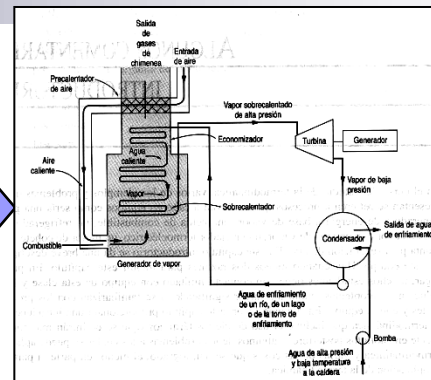 Salida
de
gases
de
chimenea
Entrada
de aire
Precalentador
de aire
Vapor sobrecalentado
de alta presión
Economizador
Turbina
Generador
Agua
caliente
Aire
caliente
Vapor
Vapor de baja
presión
Sobrecalentador
Salida de agua
de enfriamiento
Condensador
Combustible
Generador de vapor
Agua de enfriamiento
de un río, de un lago
o de la torre de
enfriamiento
Bomba
Agua de alta presión
y baja temperatura
a la caldera